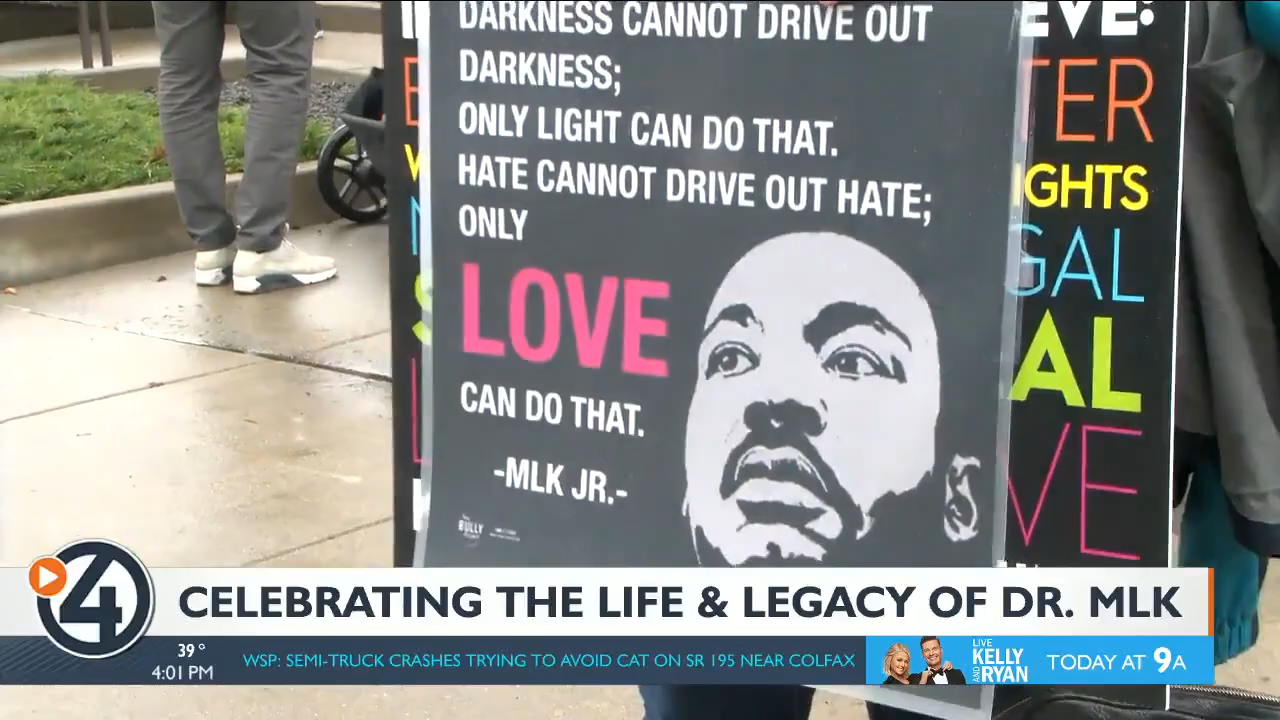 DARKNESS CANNOT DRIVE OUT
DARKNESS;
ONLY LIGHT CAN DO THAT.
HATE CANNOT DRIVE OUT HATE;
ONLY
LOVE
CAN DO THAT.
-MLK JR.-
BULLY
EVE:
TER
IGHTS
GAL
AL
VE
4
CELEBRATING THE LIFE & LEGACY OF DR. MLK
39°
4:01 PM
WSP: SEMI-TRUCK CRASHES TRYING TO AVOID CAT ON SR 195 NEAR COLFAX
LIVE
KELLY
AND RYAN
TODAY AT 9A